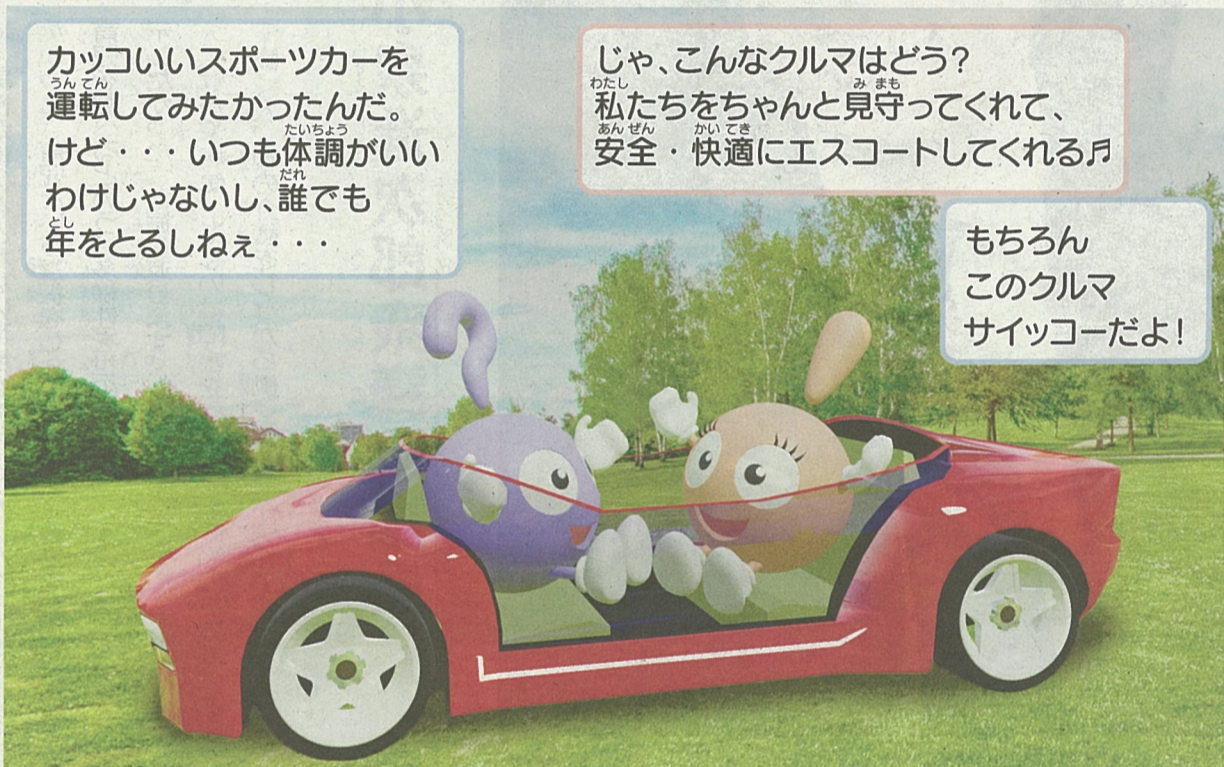 カッコいいスポーツカーを
運転してみたかったんだ。
けど・・・いつも体調がいい
わけじゃないし、誰でも
年をとるしねぇ・・・
じゃ、こんなクルマはどう?
私たちをちゃんと見守ってくれて、
安全・快適にエスコートしてくれる♬
もちろん
このクルマ
サイッコーだよ!